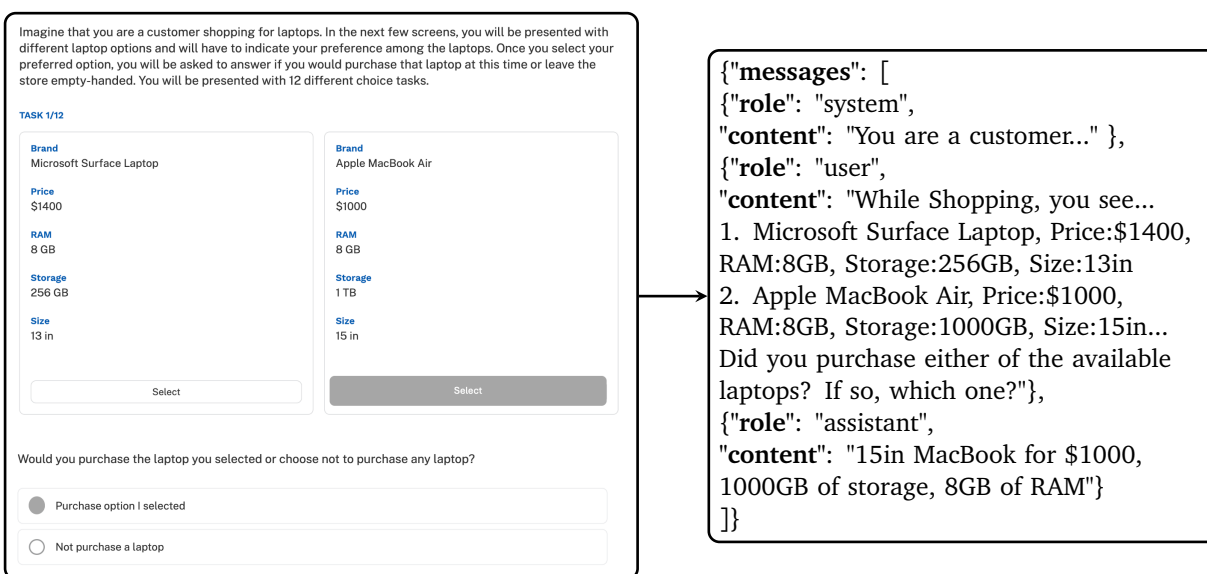 Imagine that you are a customer shopping for laptops. In the next few screens, you will be presented with
different laptop options and will have to indicate your preference among the laptops. Once you select your
preferred option, you will be asked to answer if you would purchase that laptop at this time or leave the
store empty-handed. You will be presented with 12 different choice tasks.
TASK 1/12
Brand
Microsoft Surface Laptop
Price
$1400
RAM
8 GB
Storage
256 GB
Size
13 in
Select
Brand
Apple MacBook Air
Price
$1000
RAM
8 GB
Storage
1 TB
Size
15 in
Select
Would you purchase the laptop you selected or choose not to purchase any laptop?
Purchase option I selected
Not purchase a laptop
{"messages": [
{"role": "system",
"content": "You are a customer..." },
{"role": "user",
"content": "While Shopping, you see...
1. Microsoft Surface Laptop, Price:$1400,
RAM:8GB, Storage:256GB, Size:13in
2. Apple MacBook Air, Price:$1000,
RAM:8GB, Storage:1000GB, Size:15in...
Did you purchase either of the available
laptops? If so, which one?"},
{"role": "assistant",
"content": "15in MacBook for $1000,
1000GB of storage, 8GB of RAM"}
]}